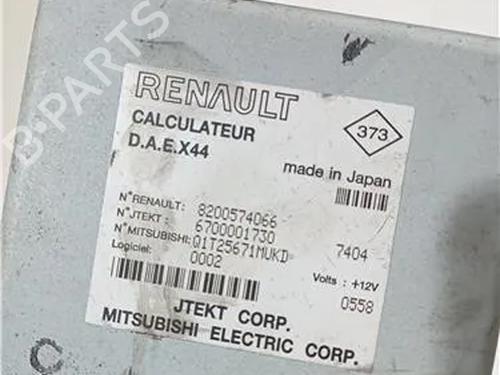 B-PARTS
RENAULT
CALCULATEUR
D.A.E.X44
373
made in Japan
N°RENAULT: 8200574066
N°JTEKT: 6700001730 7404
N°MITSUBISHI: Q1T25671MUKD
Logiciel: 0002 Volts : +12V
0558
JTEKT CORP.
MITSUBISHI ELECTRIC CORP.
C